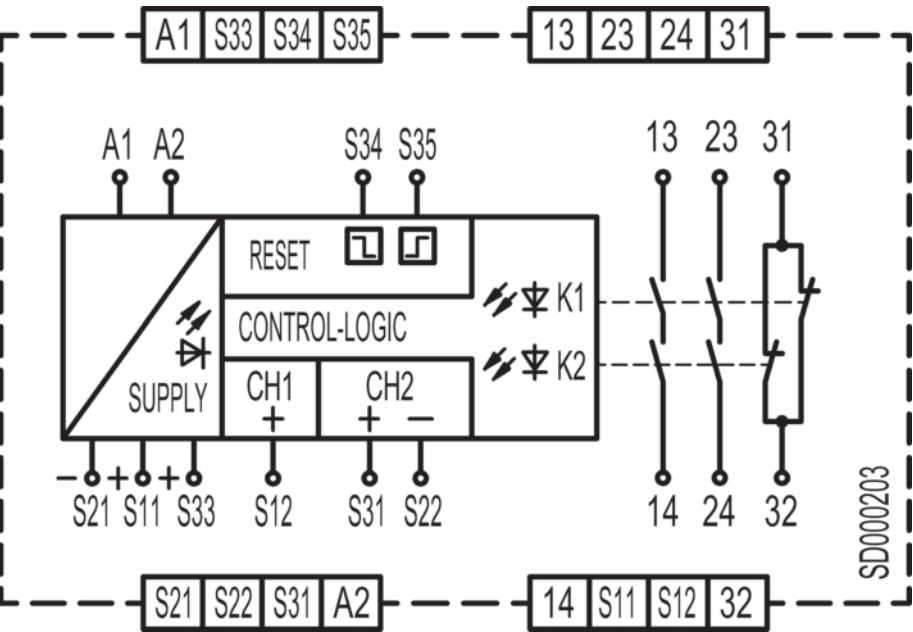 A1 S33 S34 S35 13 23 24 31
A1 A2 S34 S35 13 23 31
RESET
K1
CONTROL-LOGIC
K2
SUPPLY CH1 CH2
+ + −
− + +
S21 S11 S33 S12 S31 S22 14 24 32
SD000203
S21 S22 S31 A2 14 S11 S12 32